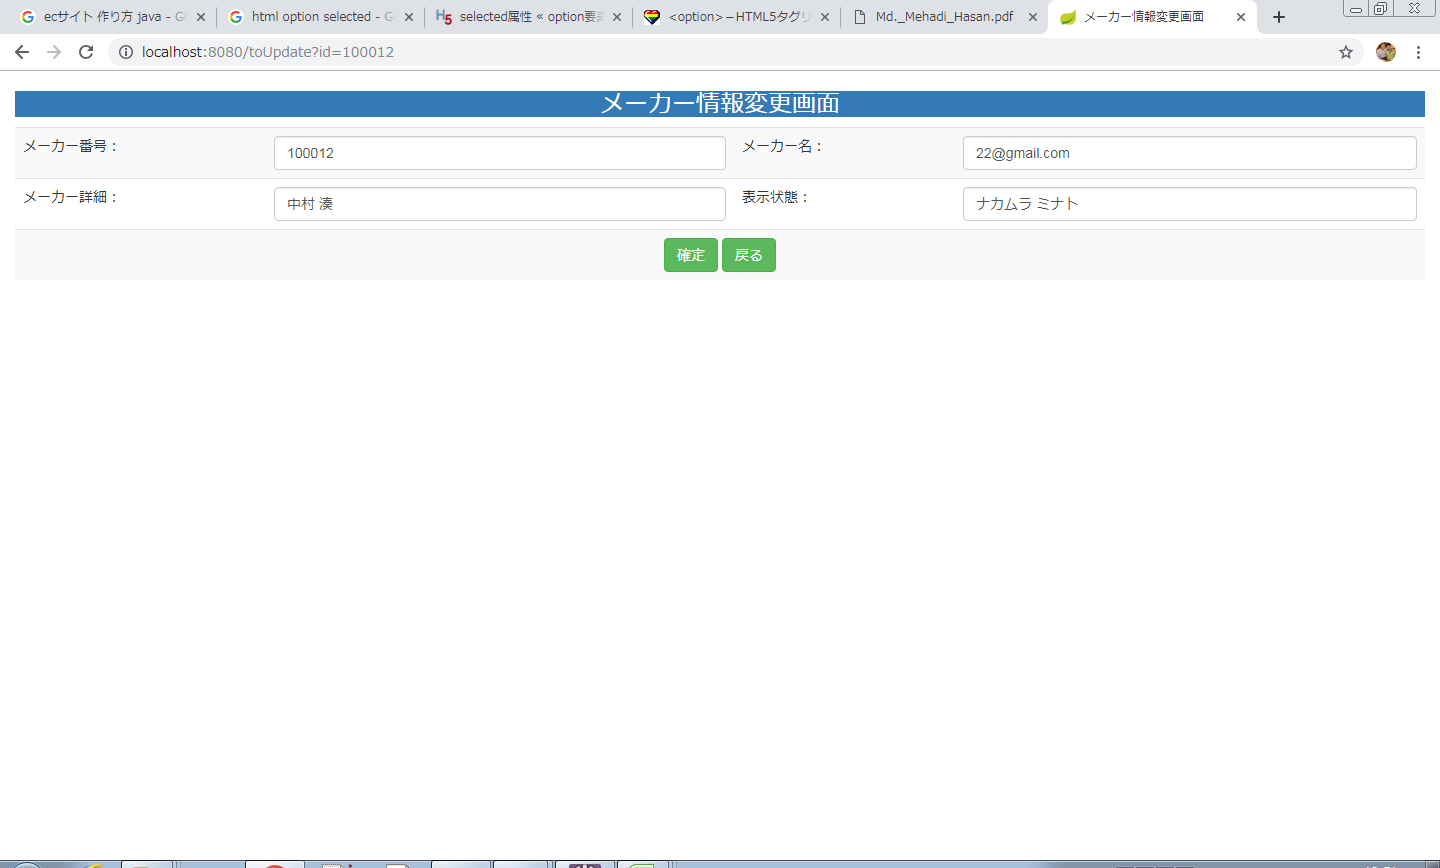 ecサイト 作り方 java - G
html option selected - G
selected属性 « option要素
<option>－HTML5タグリ
Md._Mehadi_Hasan.pdf
メーカー情報変更画面
localhost:8080/toUpdate?id=100012
メーカー情報変更画面
メーカー番号： 100012 メーカー名： 22@gmail.com
メーカー詳細： 中村 湊 表示状態： ナカムラ ミナト
確定 戻る